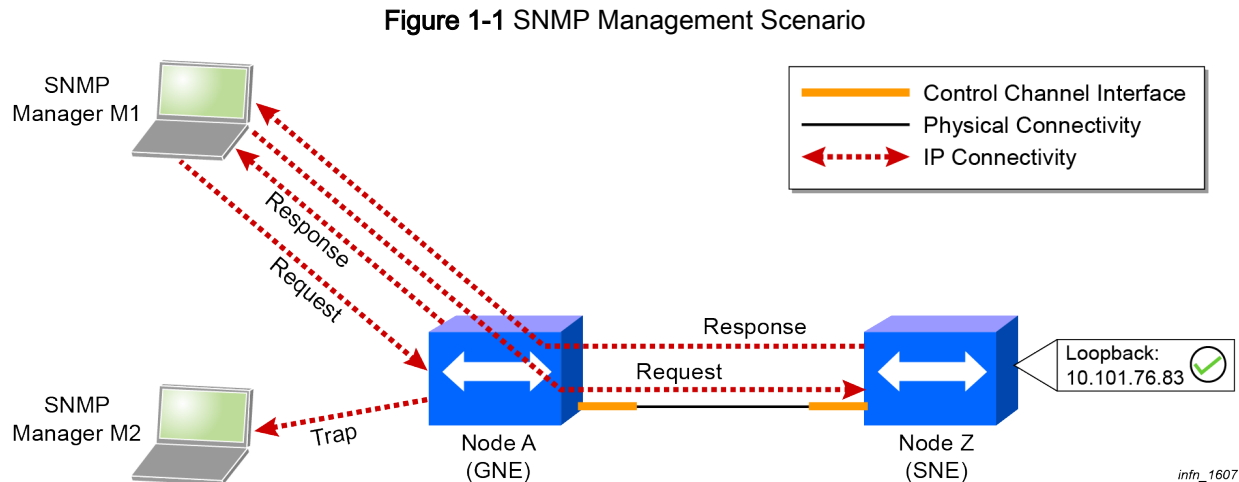 Figure 1-1 SNMP Management Scenario
SNMP
Manager M1
Control Channel Interface
Physical Connectivity
IP Connectivity
Response
Request
Response
Request
Loopback:
10.101.76.83
SNMP
Manager M2
Trap
Node A
(GNE)
Node Z
(SNE)
infn_1607